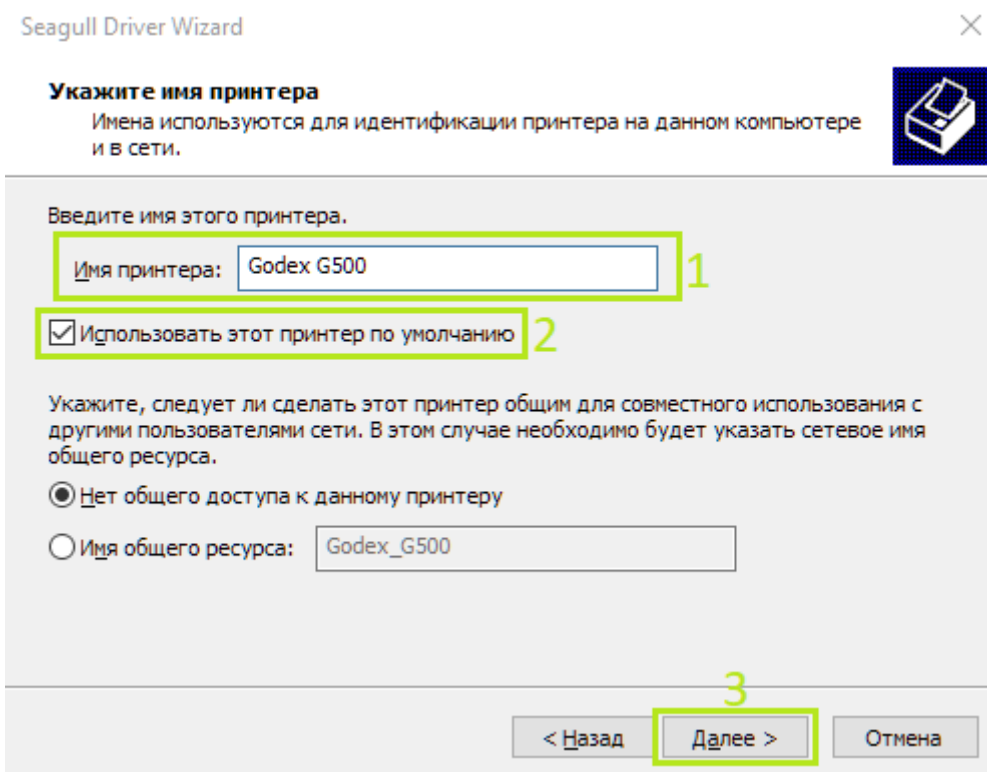 Seagull Driver Wizard
Укажите имя принтера
Имена используются для идентификации принтера на данном компьютере
и в сети.
Введите имя этого принтера.
Имя принтера: Godex G500
1
Использовать этот принтер по умолчанию
2
Укажите, следует ли сделать этот принтер общим для совместного использования с
другими пользователями сети. В этом случае необходимо будет указать сетевое имя
общего ресурса.
Нет общего доступа к данному принтеру
Имя общего ресурса: Godex_G500
3
< Назад Далее > Отмена